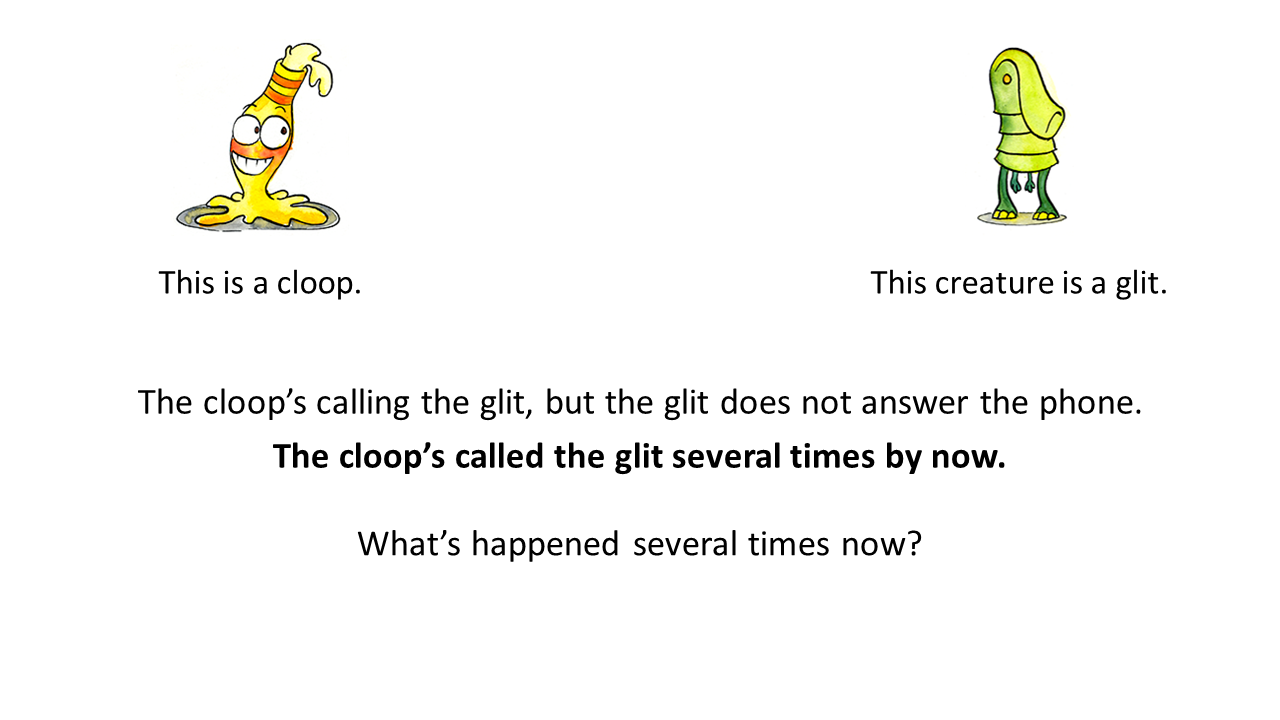 This is a cloop.
This creature is a glit.
The cloop’s calling the glit, but the glit does not answer the phone.
The cloop’s called the glit several times by now.
What’s happened several times now?